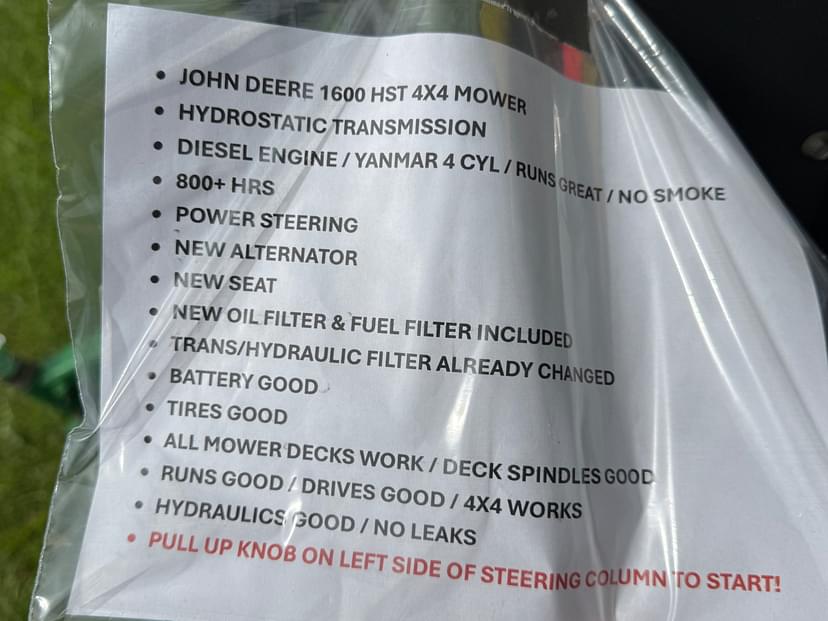 • JOHN DEERE 1600 HST 4X4 MOWER
• HYDROSTATIC TRANSMISSION
• DIESEL ENGINE / YANMAR 4 CYL / RUNS GREAT / NO SMOKE
• 800+ HRS
• POWER STEERING
• NEW ALTERNATOR
• NEW SEAT
• NEW OIL FILTER & FUEL FILTER INCLUDED
• TRANS/HYDRAULIC FILTER ALREADY CHANGED
• BATTERY GOOD
• TIRES GOOD
• ALL MOWER DECKS WORK / DECK SPINDLES GOOD
• RUNS GOOD / DRIVES GOOD / 4X4 WORKS
• HYDRAULICS GOOD / NO LEAKS
• PULL UP KNOB ON LEFT SIDE OF STEERING COLUMN TO START!